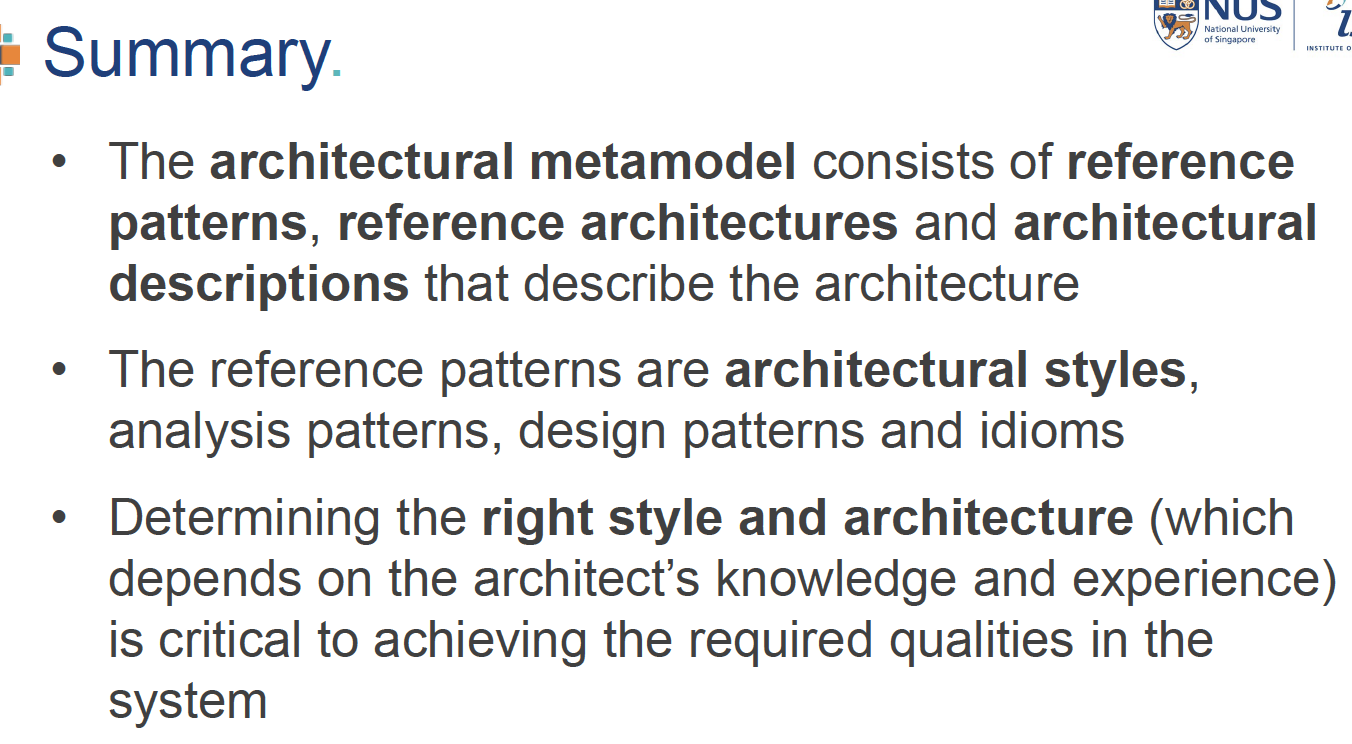 Summary.
NUS
National University
of Singapore
INSTITUTE O
• The architectural metamodel consists of reference
patterns, reference architectures and architectural
descriptions that describe the architecture
• The reference patterns are architectural styles,
analysis patterns, design patterns and idioms
• Determining the right style and architecture (which
depends on the architect's knowledge and experience)
is critical to achieving the required qualities in the
system